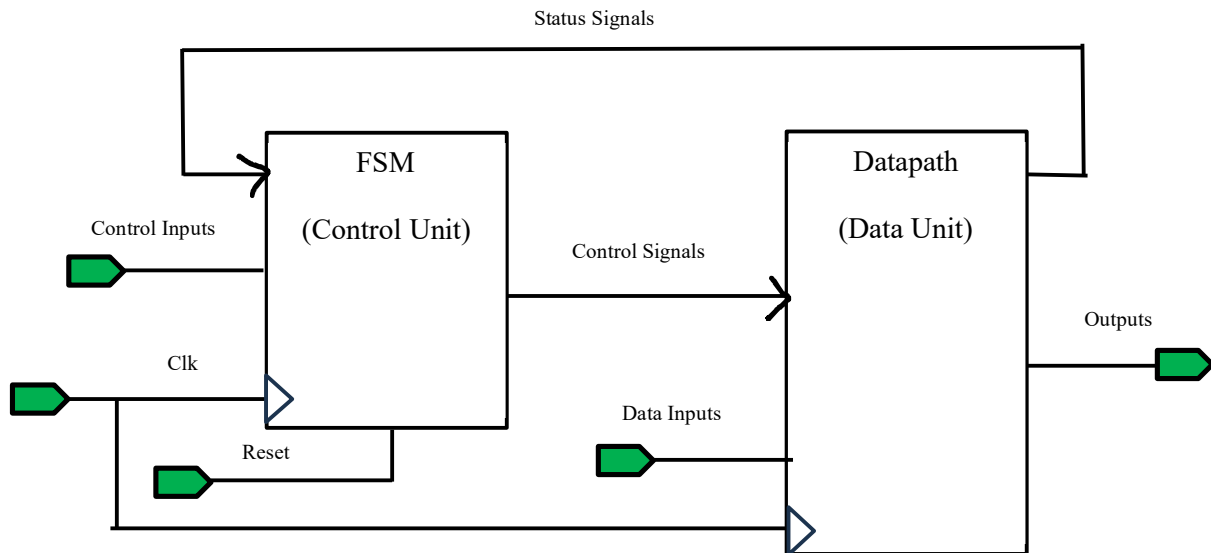 Status Signals
FSM
(Control Unit)
Datapath
(Data Unit)
Control Inputs
Control Signals
Outputs
Clk
Data Inputs
Reset